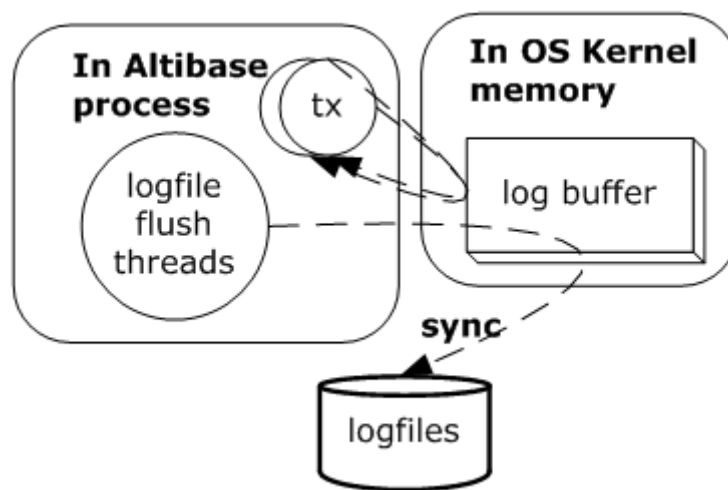 In Altibase
process
tx
logfile
flush
threads
In OS Kernel
memory
log buffer
sync
logfiles